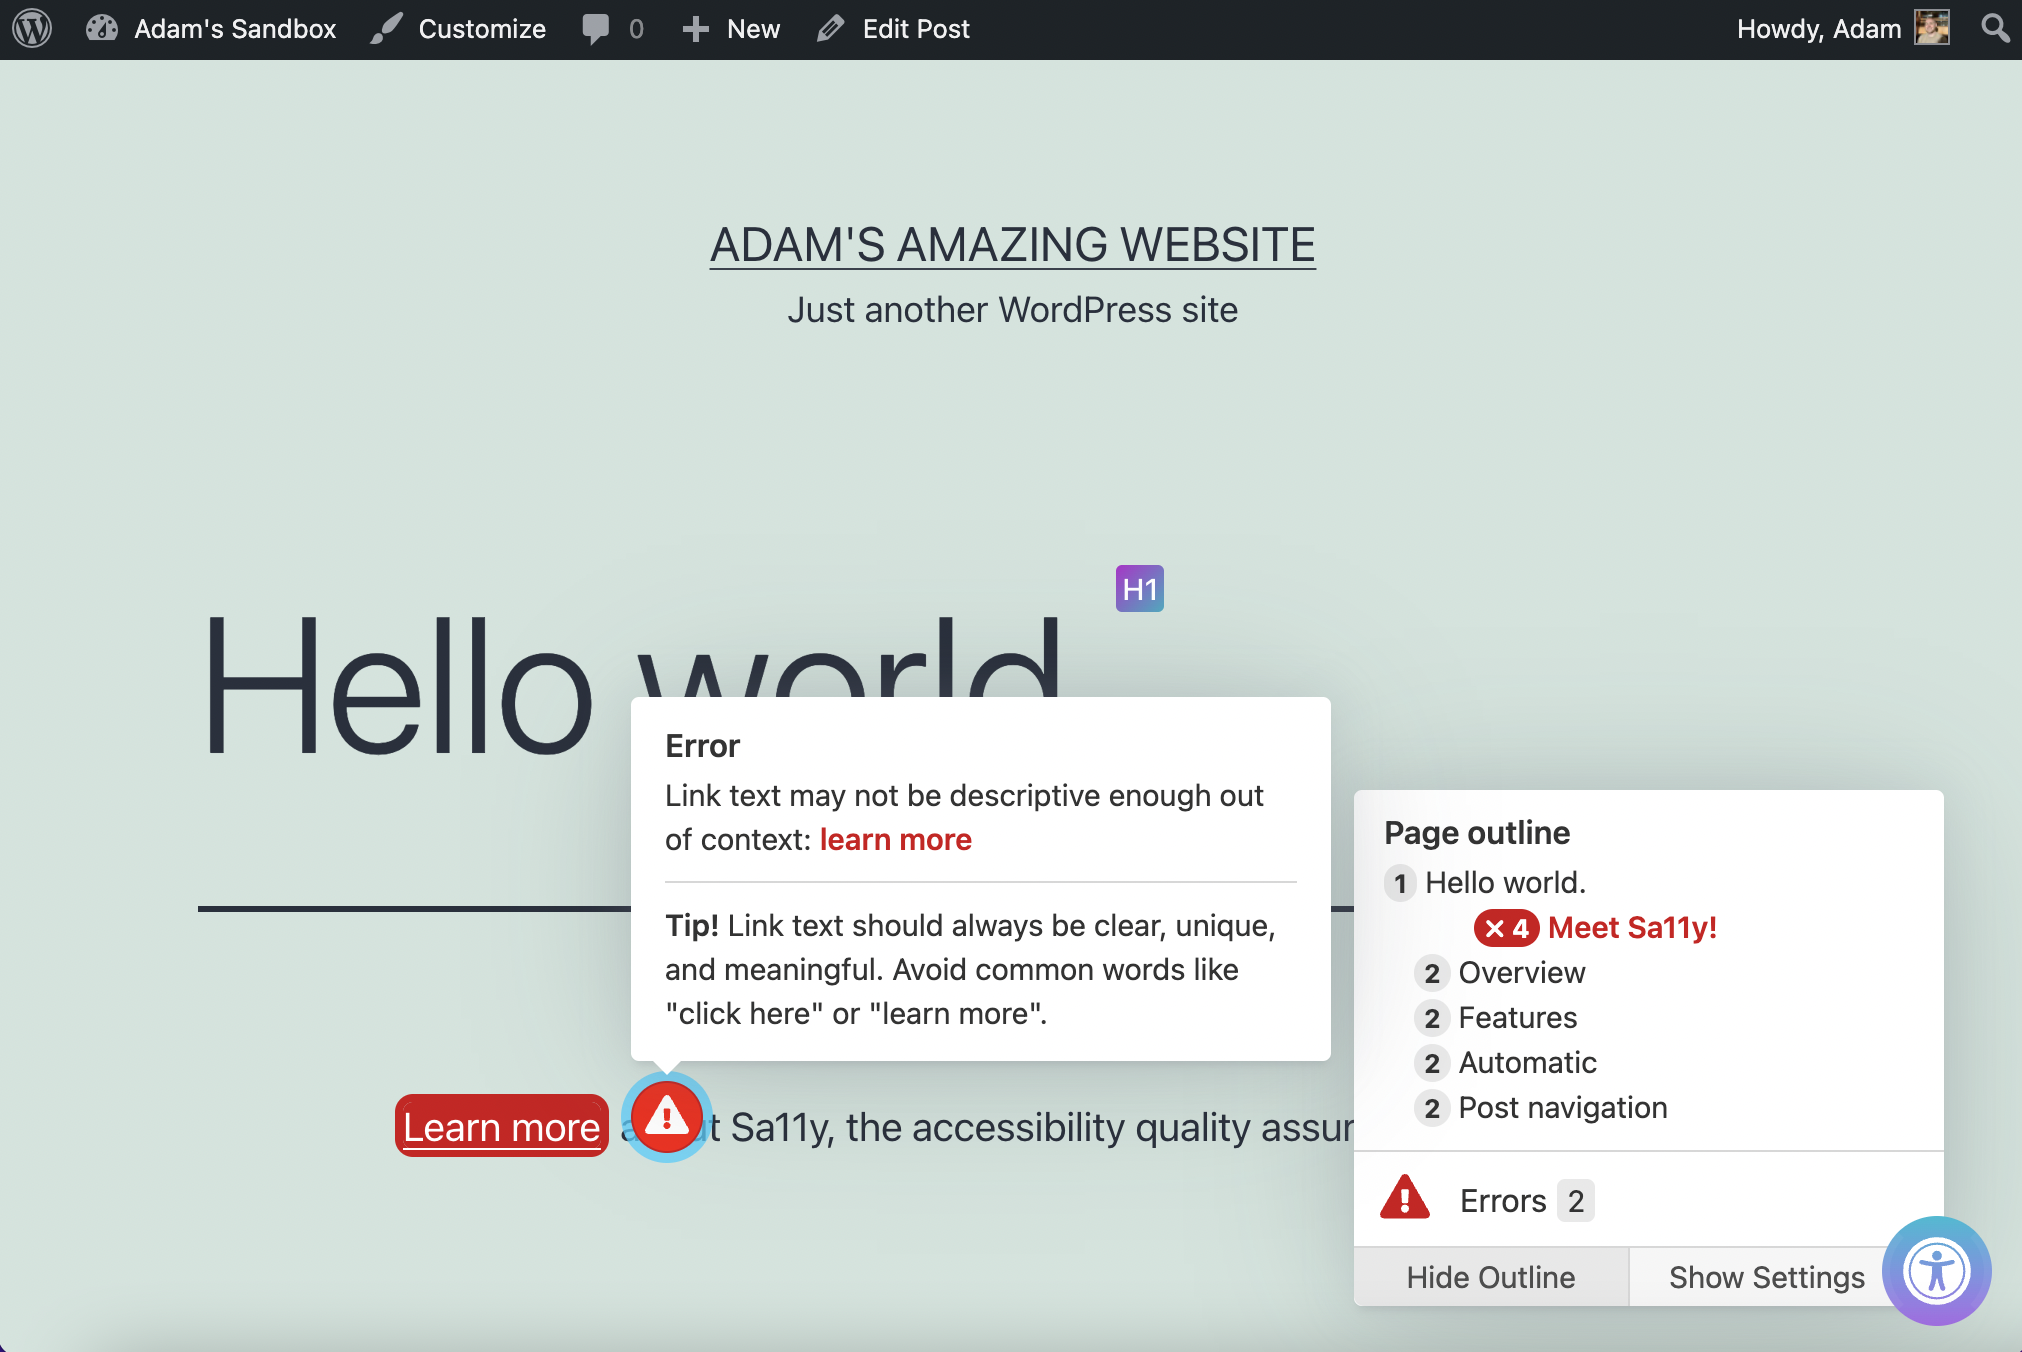 Adam's Sandbox
Customize
0
New
Edit Post
Howdy, Adam
ADAM'S AMAZING WEBSITE
Just another WordPress site
H1
Hello world
Error
Link text may not be descriptive enough out
of context: learn more
Tip! Link text should always be clear, unique,
and meaningful. Avoid common words like
"click here" or "learn more".
Learn more
Sa11y, the accessibility quality assur
Page outline
1 Hello world.
4 Meet Sa11y!
2 Overview
2 Features
2 Automatic
2 Post navigation
Errors 2
Hide Outline
Show Settings